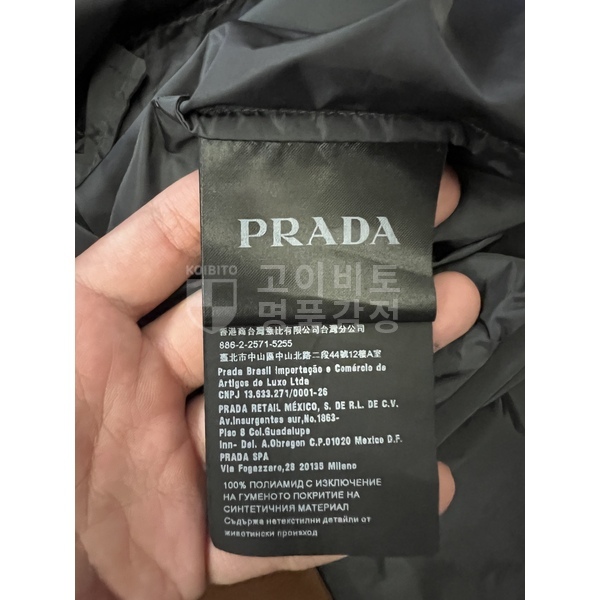 PRADA
KOIBITO
고이비토
명품감정
香港商台灣普比有限公司台灣分公司
886-2-2571-5255
臺北市中山區中山北路二段44號12樓A室
Prada Brasil Importação e Comércio de
Artigos de Luxo Ltda
CNPJ 13.633.271/0001-26
PRADA RETAIL MÉXICO, S. DE R.L. DE C.V.
Av.Insurgentes sur,No.1863-
Piso 8 Col.Guadalupe
Inn- Del. A.Obregon C.P.01020 Mexico D.F.
PRADA SPA
Via Fogazzaro,28 20135 Milano
100% ПОЛИАМИД С ИЗКЛЮЧЕНИЕ
НА ГУМЕНОТО ПОКРИТИЕ НА
СИНТЕТИЧНИЯ МАТЕРИАЛ
Съдържа нетекстилни детайли от
животински произход